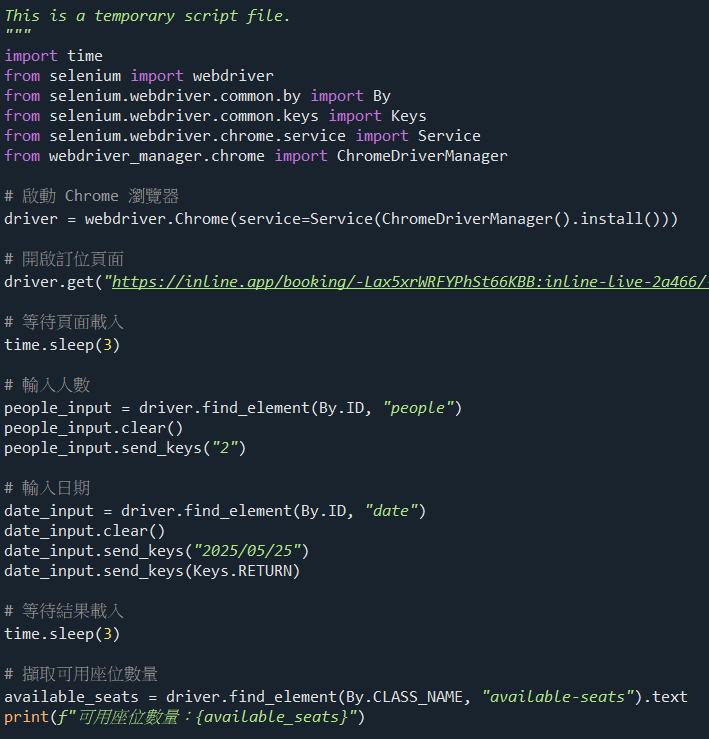 This is a temporary script file.
"""
import time
from selenium import webdriver
from selenium.webdriver.common.by import By
from selenium.webdriver.common.keys import Keys
from selenium.webdriver.chrome.service import Service
from webdriver_manager.chrome import ChromeDriverManager
# 啟動 Chrome 瀏覽器
driver = webdriver.Chrome(service=Service(ChromeDriverManager().install()))
# 開啟訂位頁面
driver.get("https://inline.app/booking/-Lax5xrWRFYPhSt66KBB:inline-live-2a466/-
# 等待頁面載入
time.sleep(3)
# 輸入人數
people_input = driver.find_element(By.ID, "people")
people_input.clear()
people_input.send_keys("2")
# 輸入日期
date_input = driver.find_element(By.ID, "date")
date_input.clear()
date_input.send_keys("2025/05/25")
date_input.send_keys(Keys.RETURN)
# 等待結果載入
time.sleep(3)
# 擷取可用座位數量
available_seats = driver.find_element(By.CLASS_NAME, "available-seats").text
print(f"可用座位數量：{available_seats}")